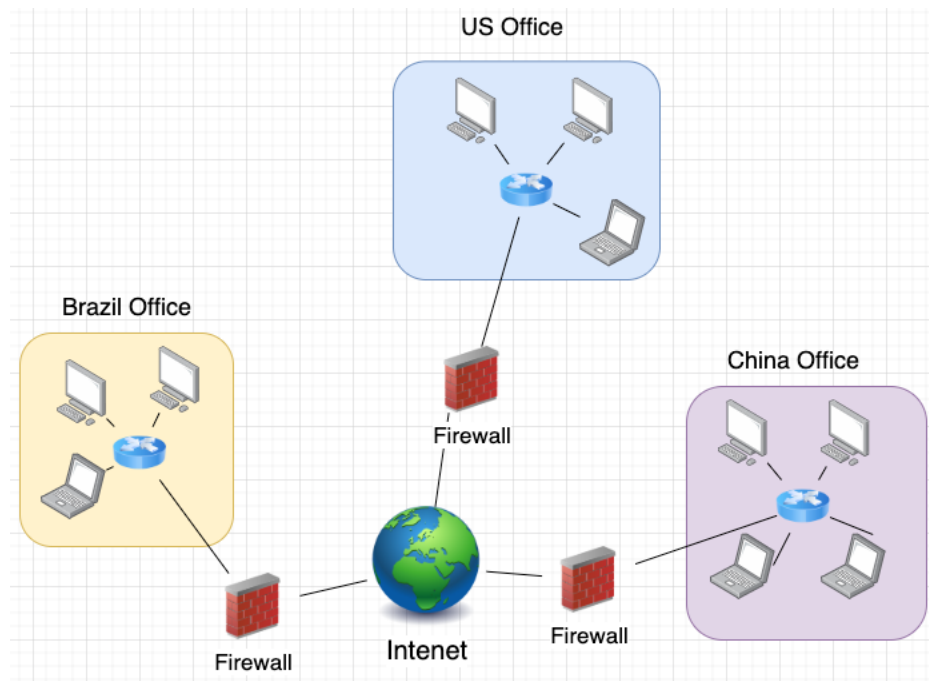 US Office
Brazil Office
China Office
Firewall
Firewall
Intenet
Firewall